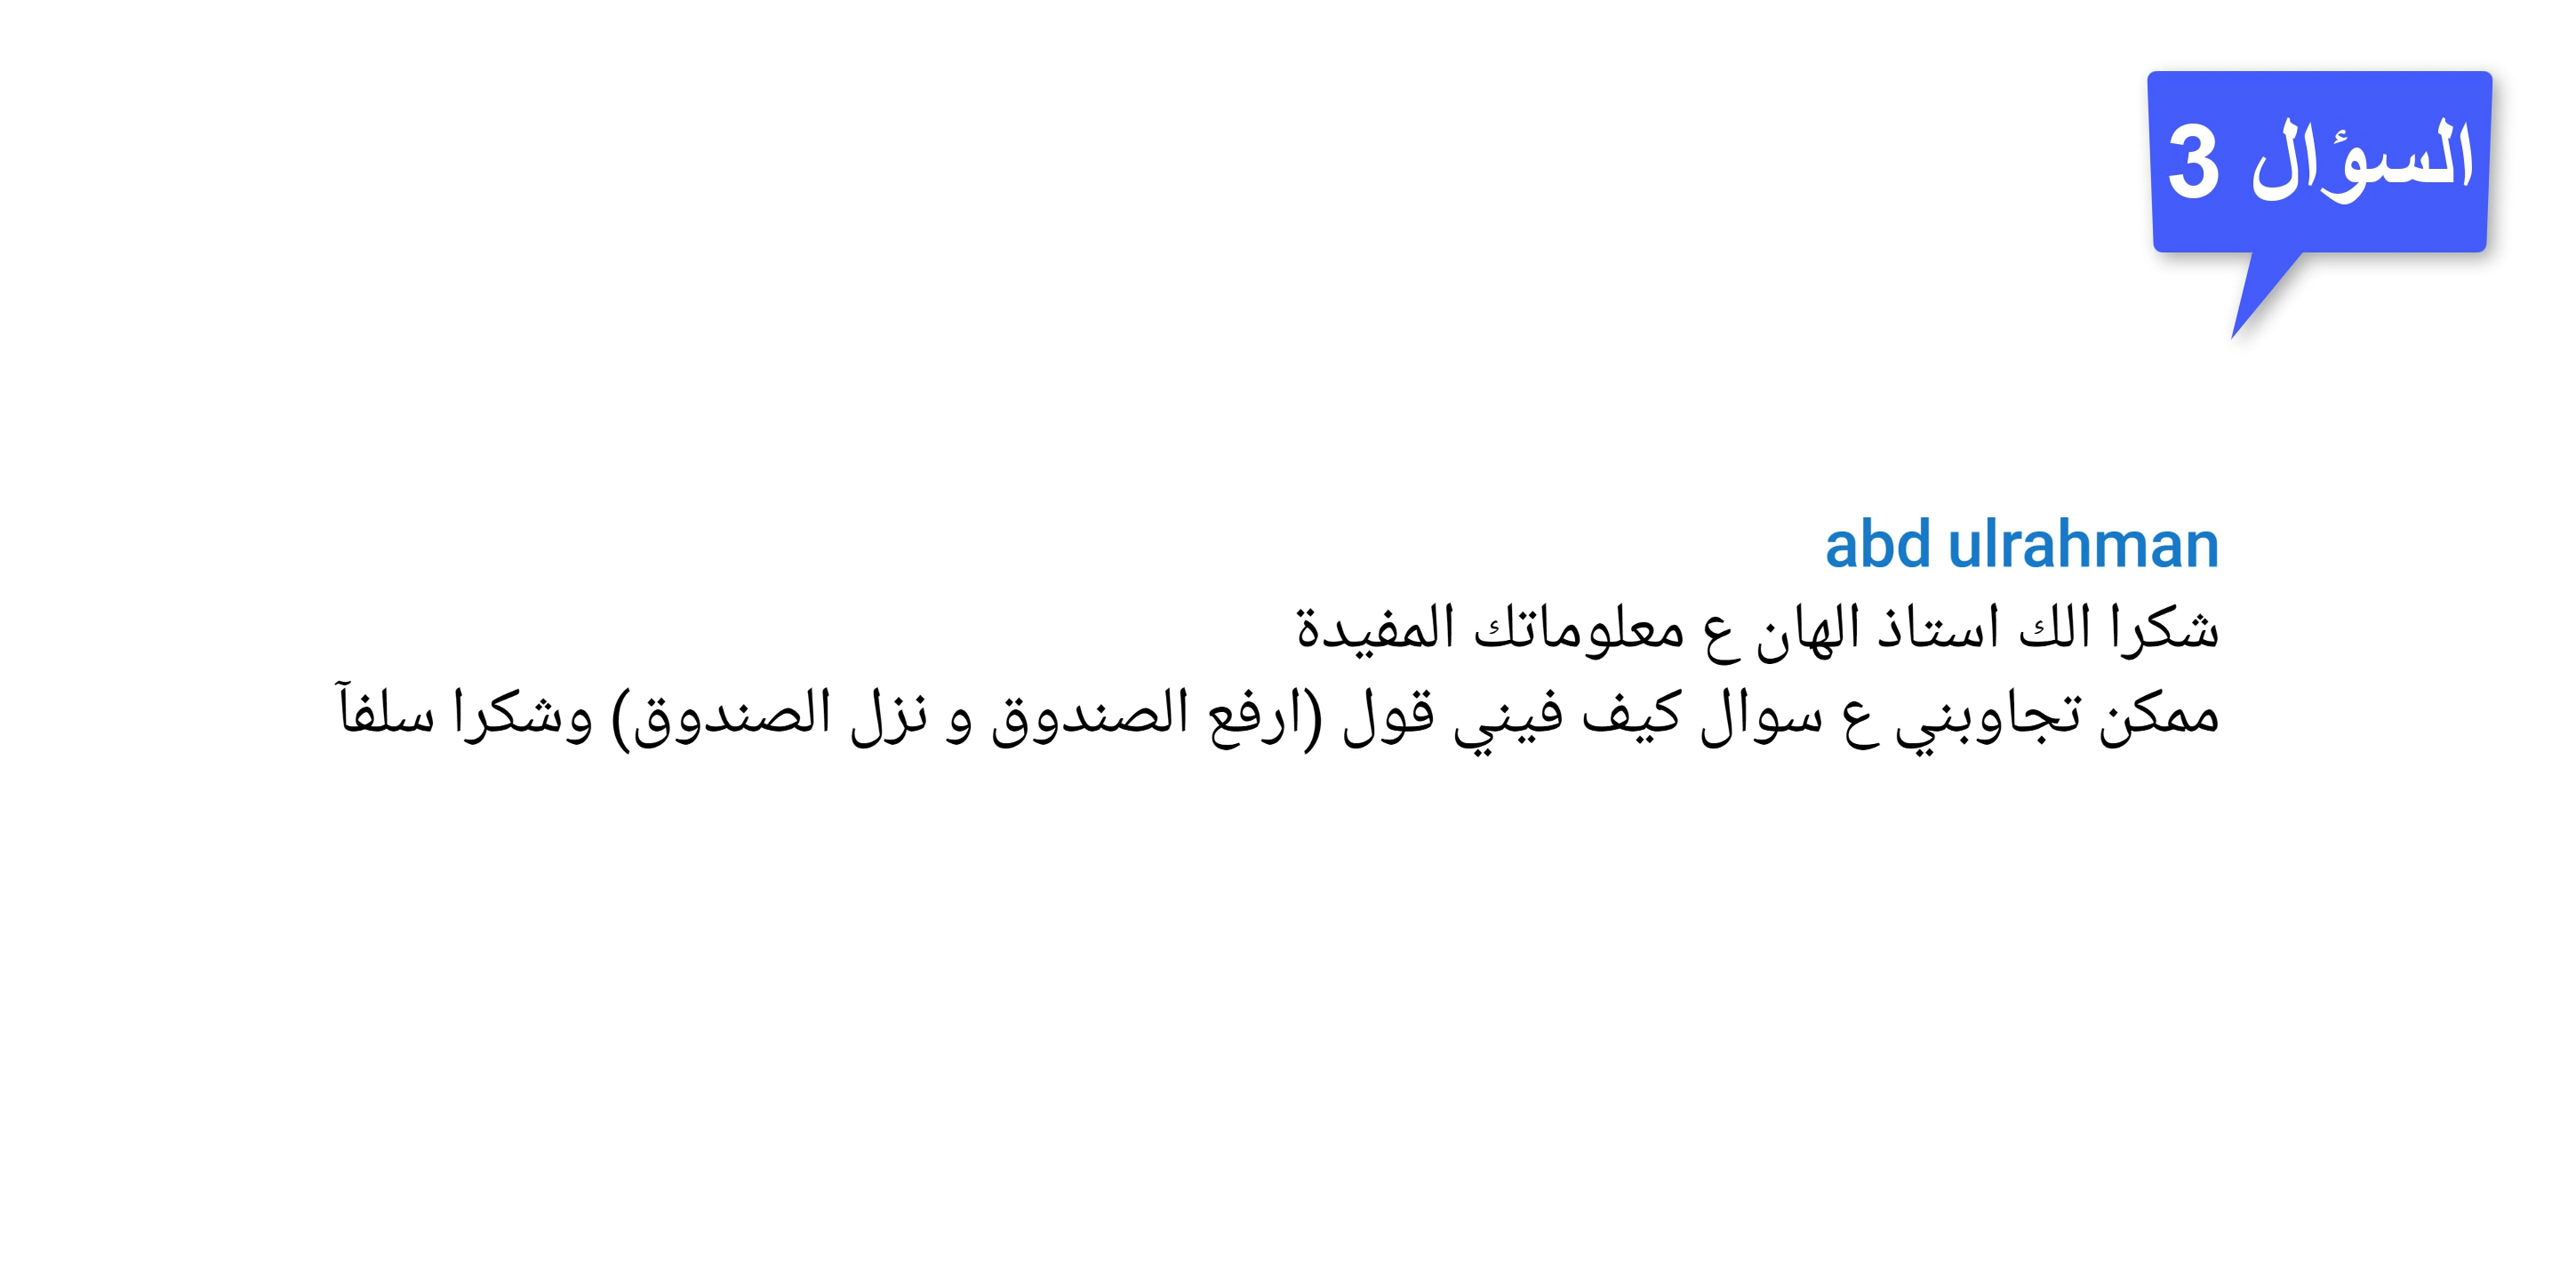 السؤال 3
abd ulrahman
شكرا الك استاذ الهان ع معلوماتك المفيدة
ممكن تجاوبني ع سوال كيف فيني قول (ارفع الصندوق و نزل الصندوق) وشكرا سلفآ